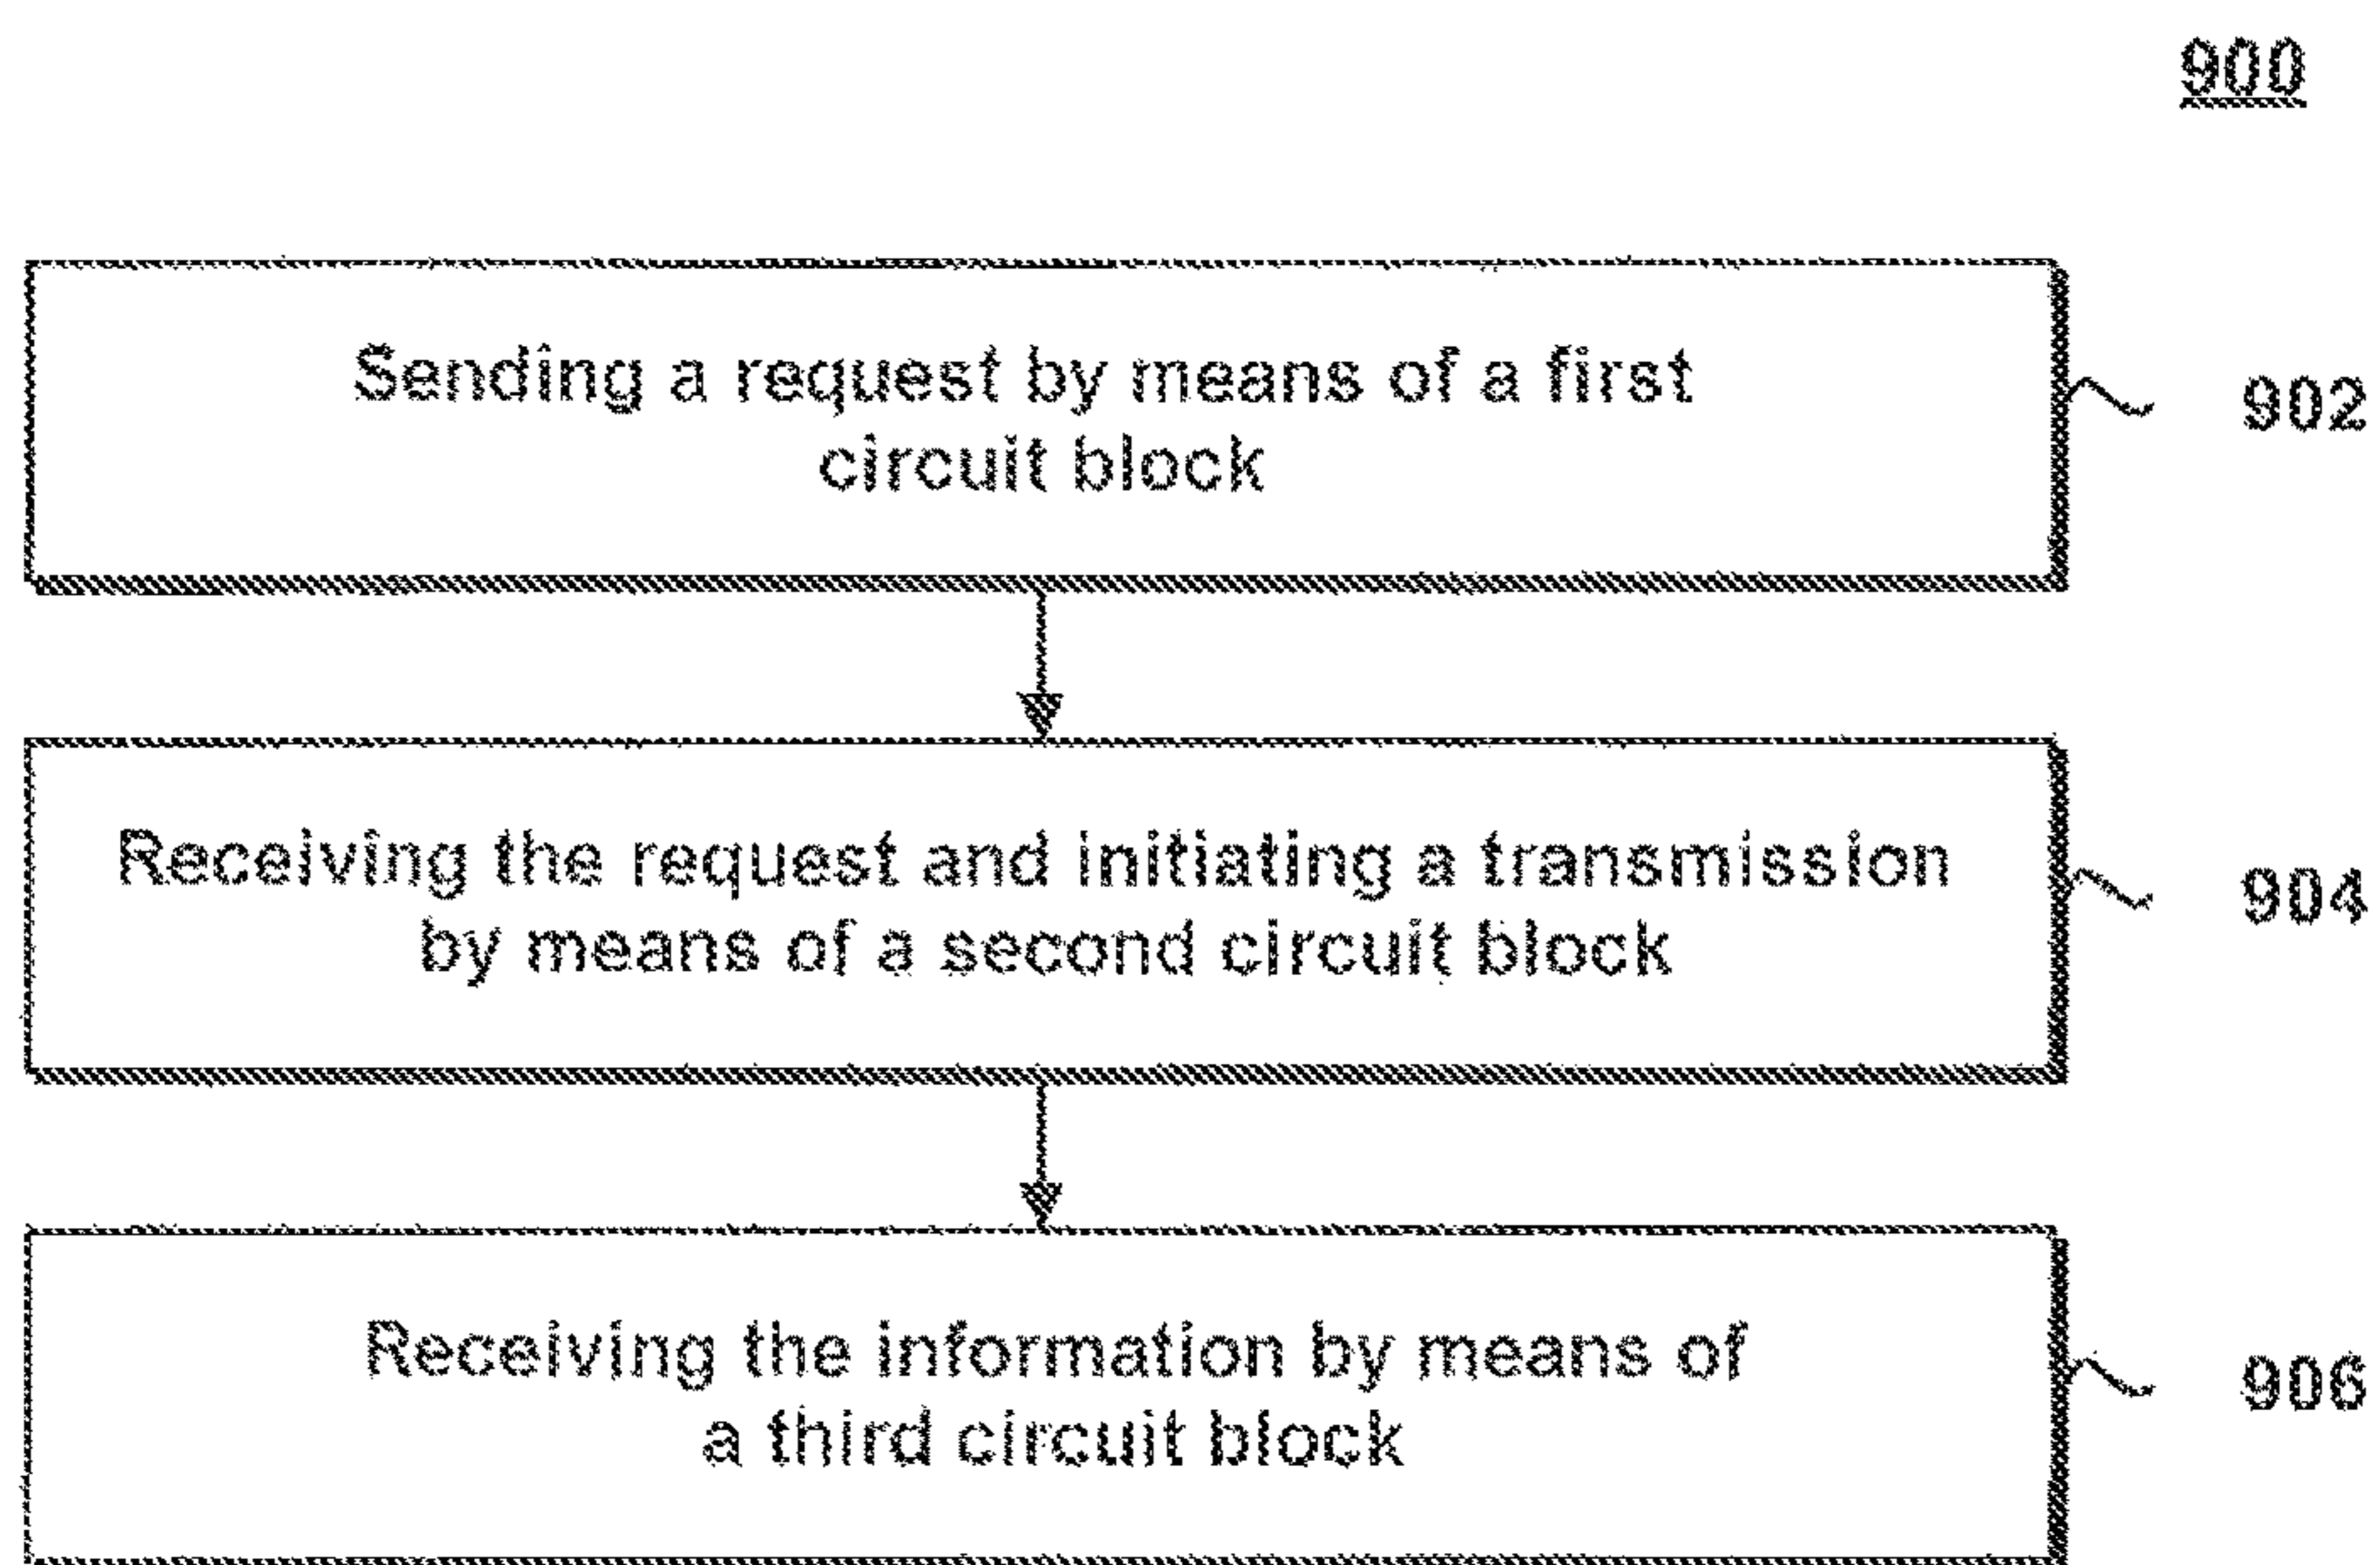 900
Sending a request by means of a first
circuit block
902
Receiving the request and initiating a transmission
by means of a second circuit block
904
Receiving the information by means of
a third circuit block
906